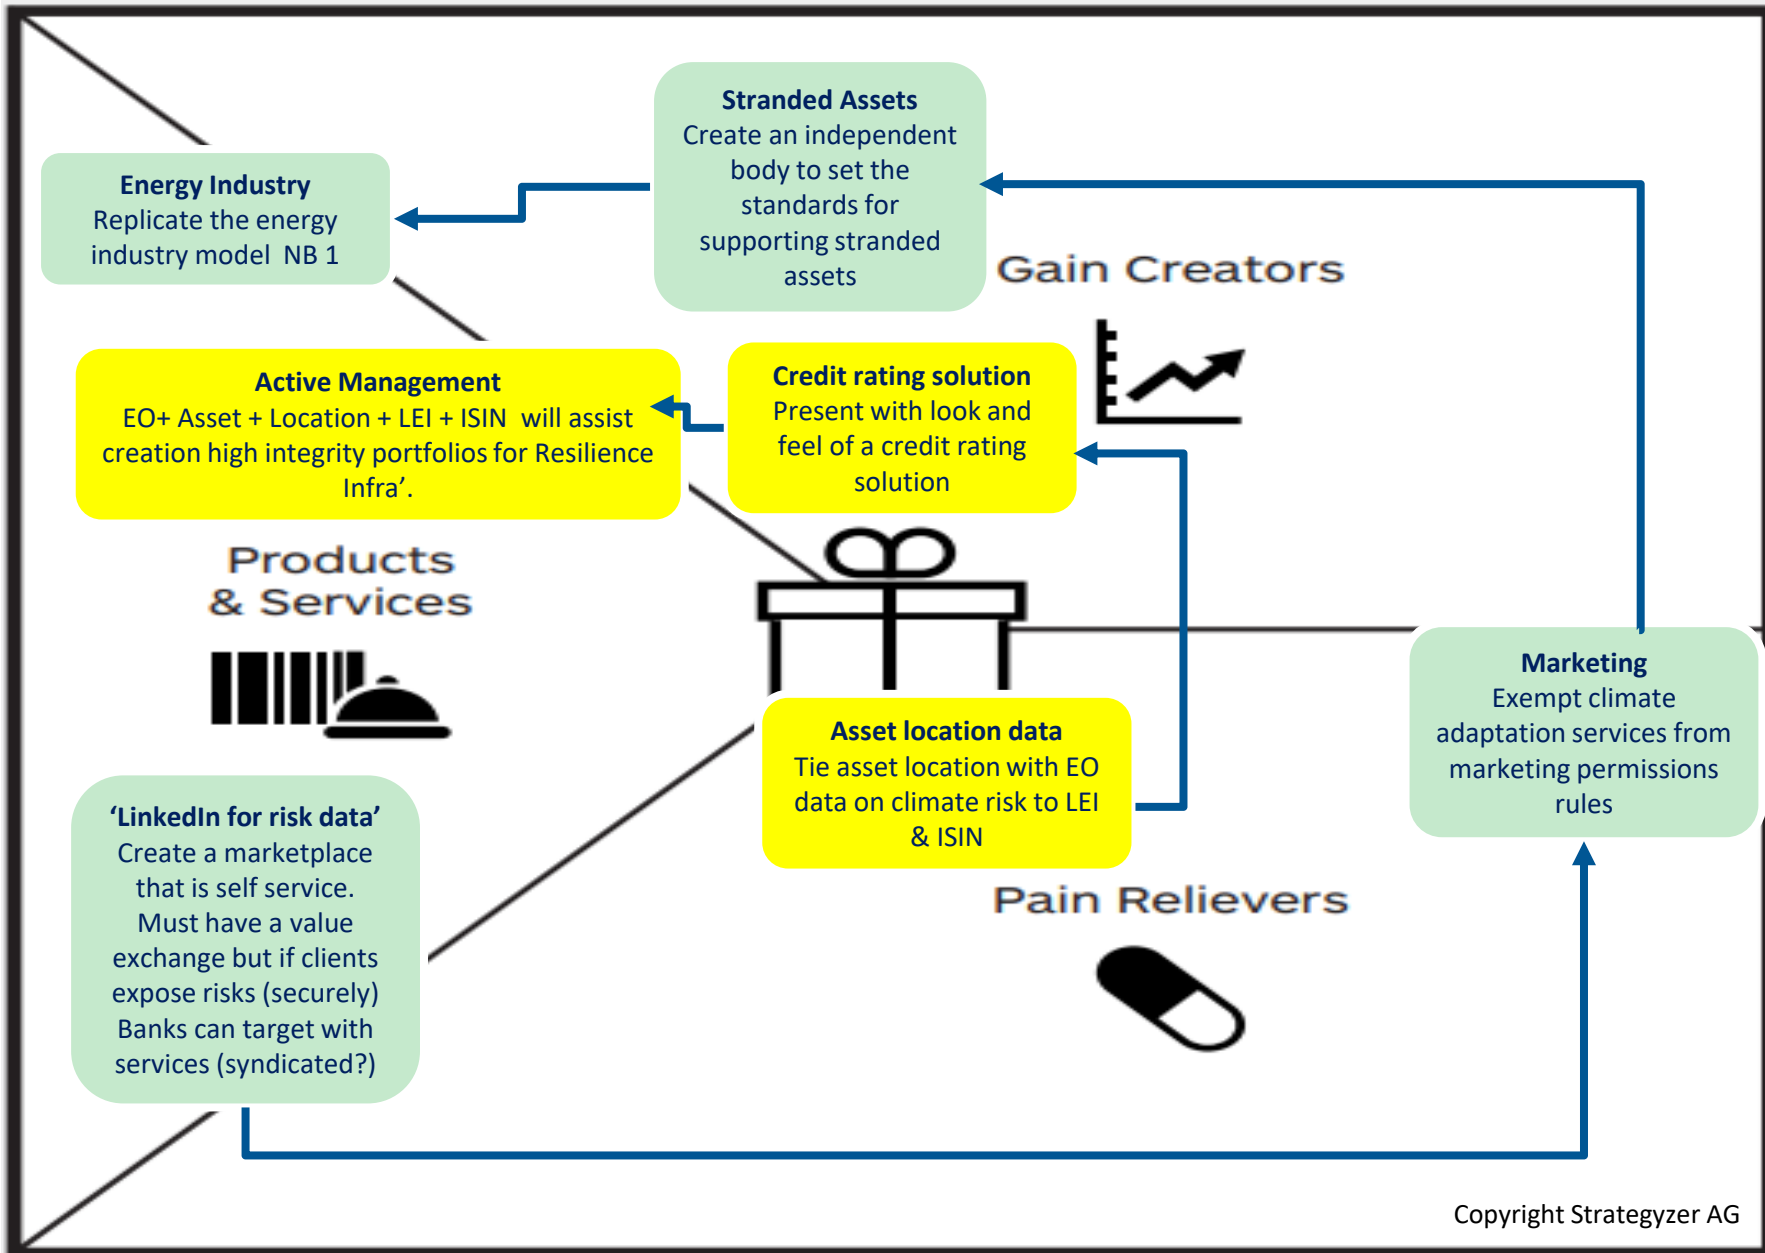 Stranded Assets
Create an independent
body to set the
standards for
supporting stranded
assets
Energy Industry
Replicate the energy
industry model  NB 1
Gain Creators
Active Management
EO+ Asset + Location + LEI + ISIN  will assist
creation high integrity portfolios for Resilience
Infra’.
Credit rating solution
Present with look and
feel of a credit rating
solution
Products
& Services
Marketing
Exempt climate
adaptation services from
marketing permissions
rules
Asset location data
Tie asset location with EO
data on climate risk to LEI
& ISIN
‘LinkedIn for risk data’
Create a marketplace
that is self service.
Must have a value
exchange but if clients
expose risks (securely)
Banks can target with
services (syndicated?)
Pain Relievers
Copyright Strategyzer AG